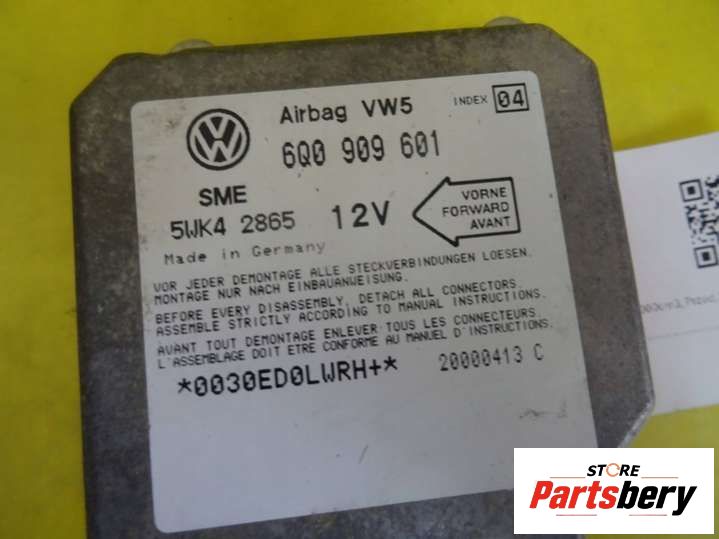 Airbag VW5
INDEX 04
6Q0 909 601
SME
5WK4 2865
12V
VORNE
FORWARD
AVANT
Made in Germany
VOR JEDER DEMONTAGE ALLE STECKVERBINDUNGEN LOESEN.
MONTAGE NUR NACH EINBAUANWEISUNG.
BEFORE EVERY DISASSEMBLY, DETACH ALL CONNECTORS.
ASSEMBLE STRICTLY ACCORDING TO MANUAL INSTRUCTIONS.
AVANT TOUT DEMONTAGE ENLEVER TOUS LES CONNECTEURS
L'ASSEMBLAGE DOIT ETRE CONFORME AU MANUEL D'INSTRUCTIONS.
*0030ED0LWRH+*
20000413 C
STORE
Partsbery